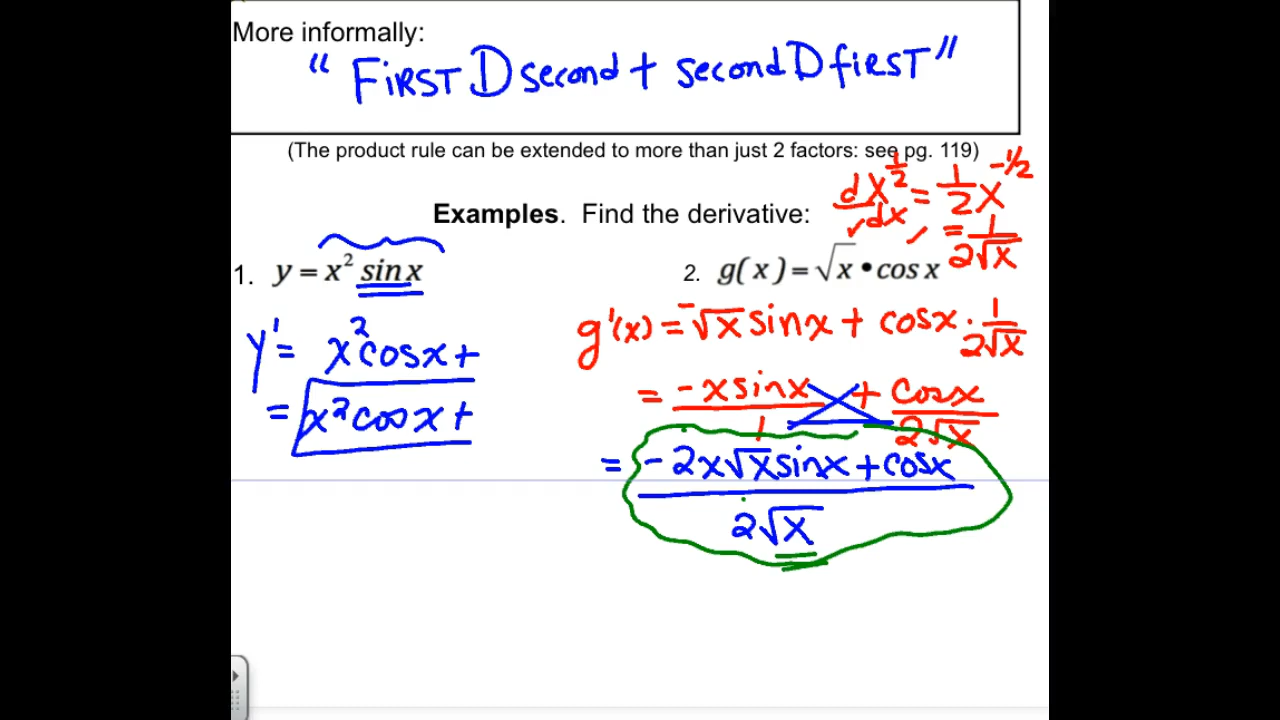 More informally:
“ FIRST D second + second D first ”
(The product rule can be extended to more than just 2 factors: see pg. 119)
Examples. Find the derivative:
dx^½/dx = ½x^-½
= 1/(2√x)
1. y = x² sin x
y' = x² cos x +
= x² cos x +
2. g(x) = √x • cos x
g'(x) = -√x sin x + cos x · 1/(2√x)
= (-x sin x)/1 + (cos x)/(2√x)
= (-2x√x sin x + cos x)/(2√x)